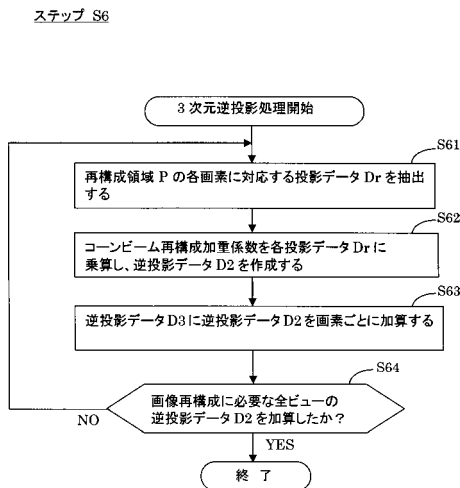 ステップ S6
3次元逆投影処理開始
S61
再構成領域 P の各画素に対応する投影データ Dr を抽出
する
S62
コーンビーム再構成加重係数を各投影データ Dr に
乗算し、逆投影データ D2 を作成する
S63
逆投影データ D3 に逆投影データ D2 を画素ごとに加算する
S64
画像再構成に必要な全ビューの
逆投影データ D2 を加算したか?
NO
YES
終 了